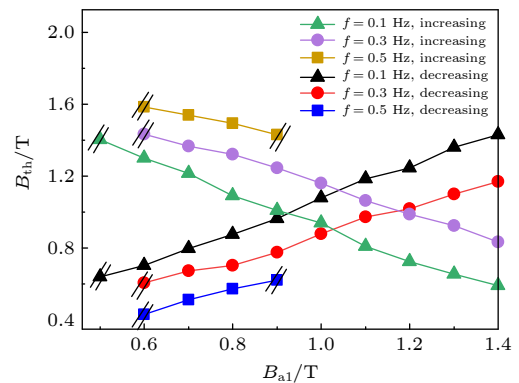 f = 0.1 Hz, increasing
f = 0.3 Hz, increasing
f = 0.5 Hz, increasing
f = 0.1 Hz, decreasing
f = 0.3 Hz, decreasing
f = 0.5 Hz, decreasing
2.0
1.6
1.2
0.8
0.4
B_th/T
0.6 0.8 1.0 1.2 1.4
B_a1/T